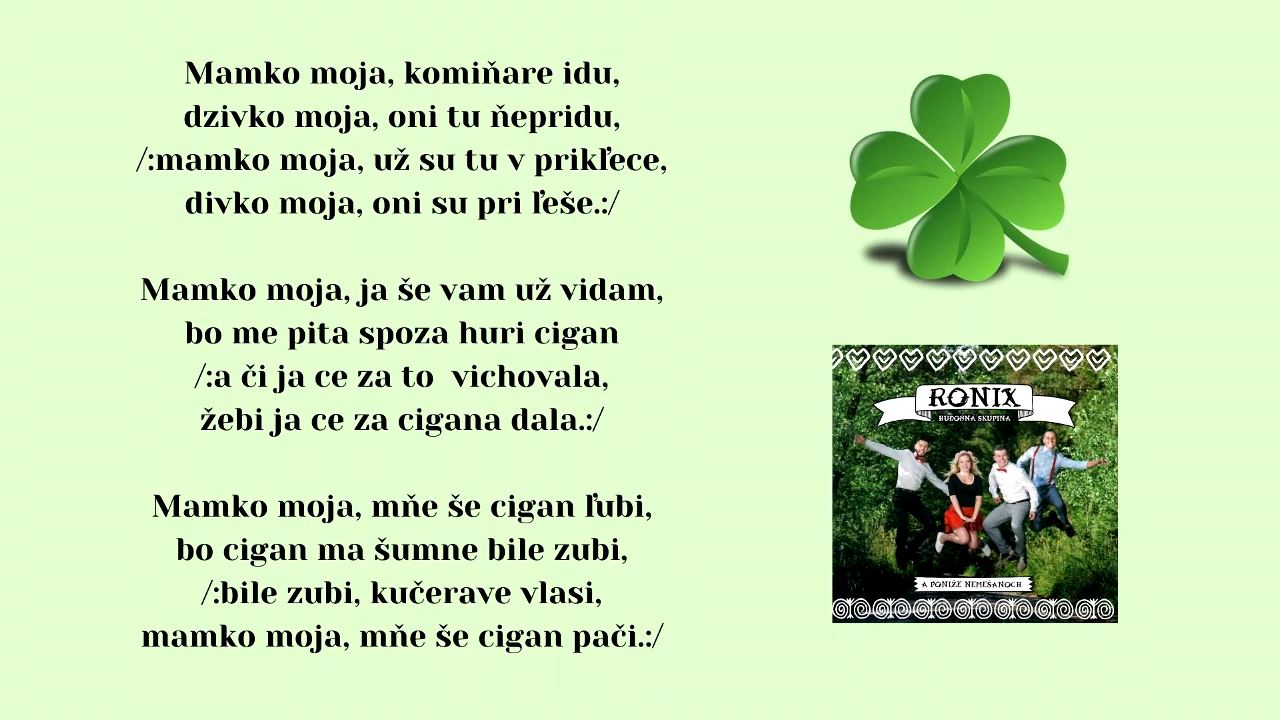 Mamko moja, komiňare idu,
dzivko moja, oni tu ňepridu,
/:mamko moja, už su tu v prikľece,
divko moja, oni su pri ľeše.:/
Mamko moja, ja še vam už vidam,
bo me pita spoza huri cigan
/:a či ja ce za to  vichovala,
žebi ja ce za cigana dala.:/
Mamko moja, mňe še cigan ľubi,
bo cigan ma šumne bile zubi,
/:bile zubi, kučerave vlasi,
mamko moja, mňe še cigan pači.:/
RONIX
HUDOBNA SKUPINA
A PONIŽE NEMEŠANOCH